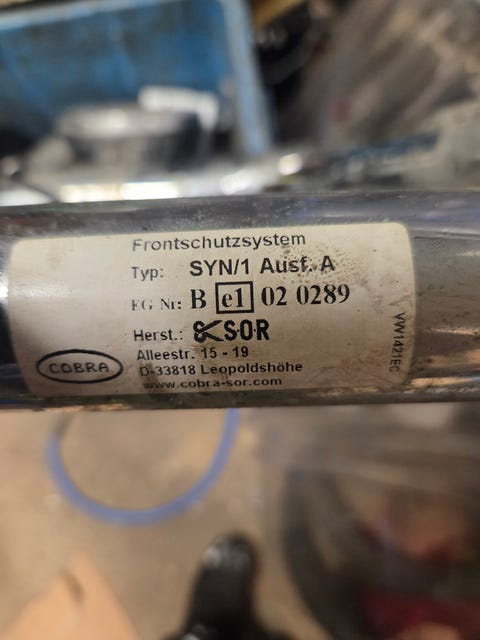 Frontschutzsystem
Typ: SYN/1 Ausf. A
EG Nr: B e1 02 0289
Herst.: S·O·R
Alleestr. 15 - 19
D-33818 Leopoldshöhe
www.cobra-sor.com
COBRA
VW1421EC